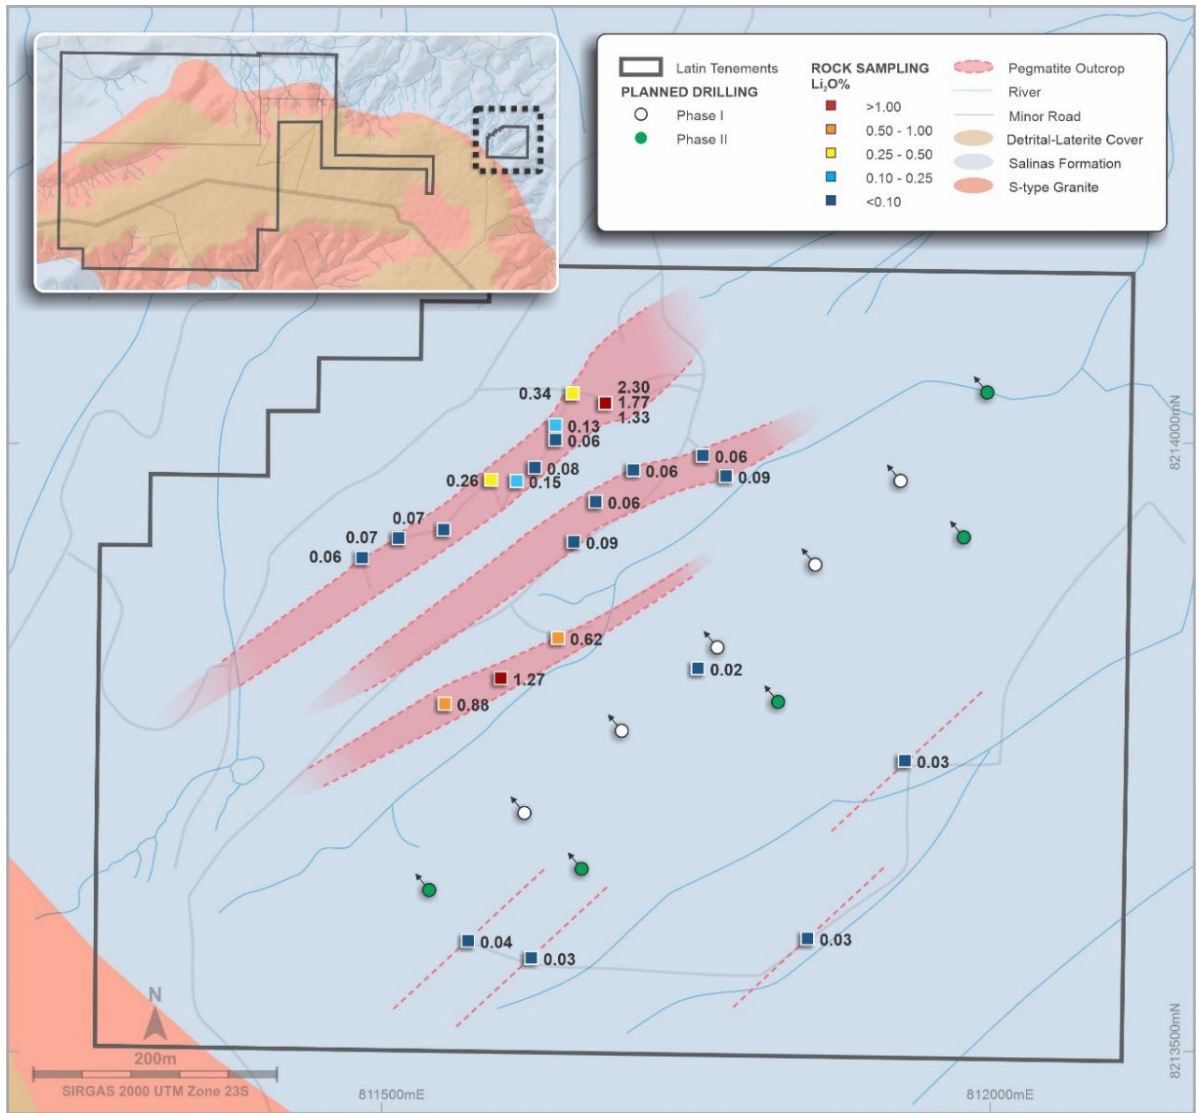 Latin Tenements
PLANNED DRILLING
Phase I
Phase II
ROCK SAMPLING
Li₂O%
>1.00
0.50 - 1.00
0.25 - 0.50
0.10 - 0.25
<0.10
Pegmatite Outcrop
River
Minor Road
Detrital-Laterite Cover
Salinas Formation
S-type Granite
0.34
2.30
1.77
1.33
0.13
0.06
0.08
0.26
0.15
0.07
0.07
0.06
0.06
0.06
0.09
0.06
0.09
0.62
1.27
0.88
0.02
0.03
0.04
0.03
0.03
8214000mN
8213500mN
N
200m
SIRGAS 2000 UTM Zone 23S
811500mE
812000mE